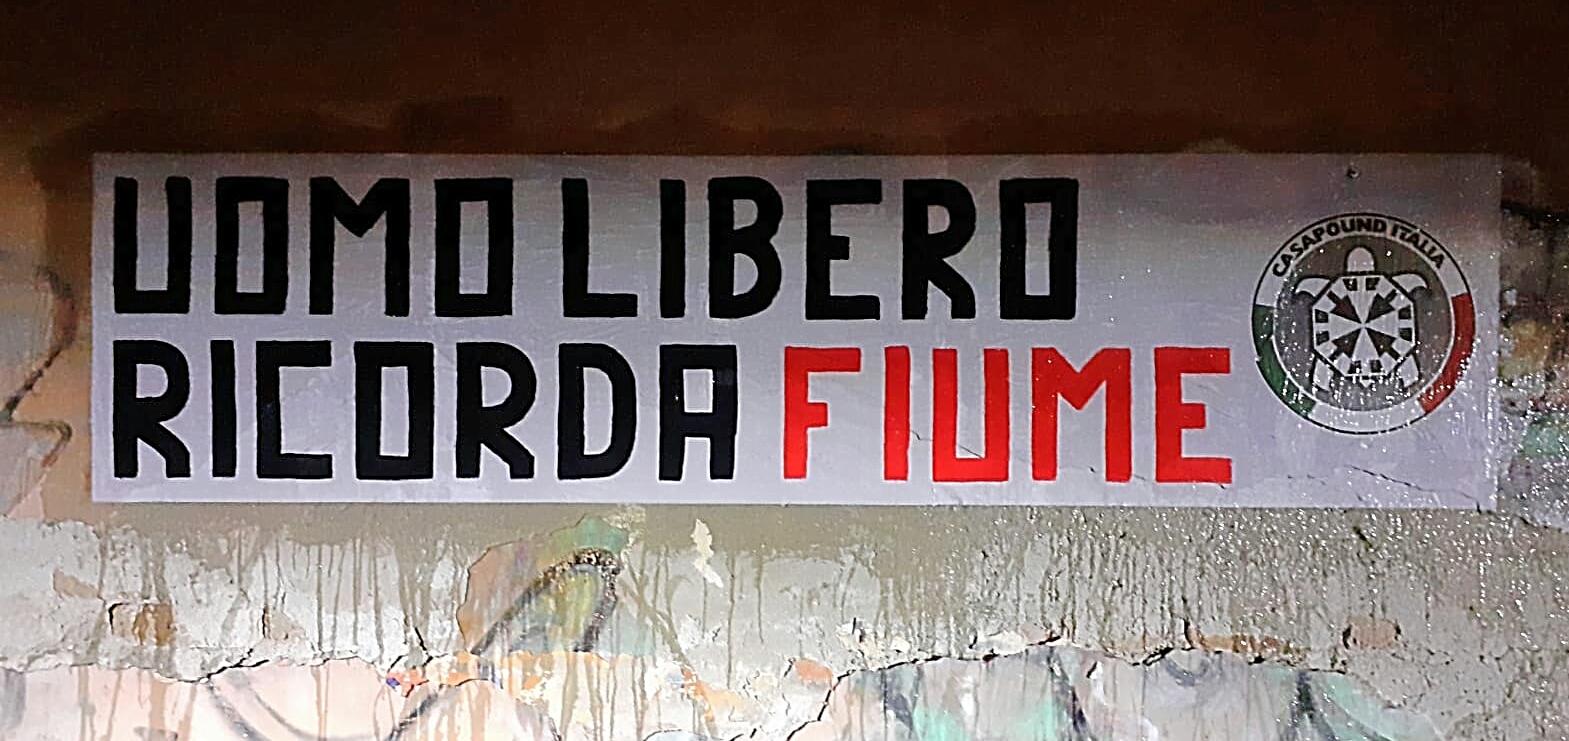 UOMO LIBERO
RICORDA FIUME
CASAPOUND ITALIA